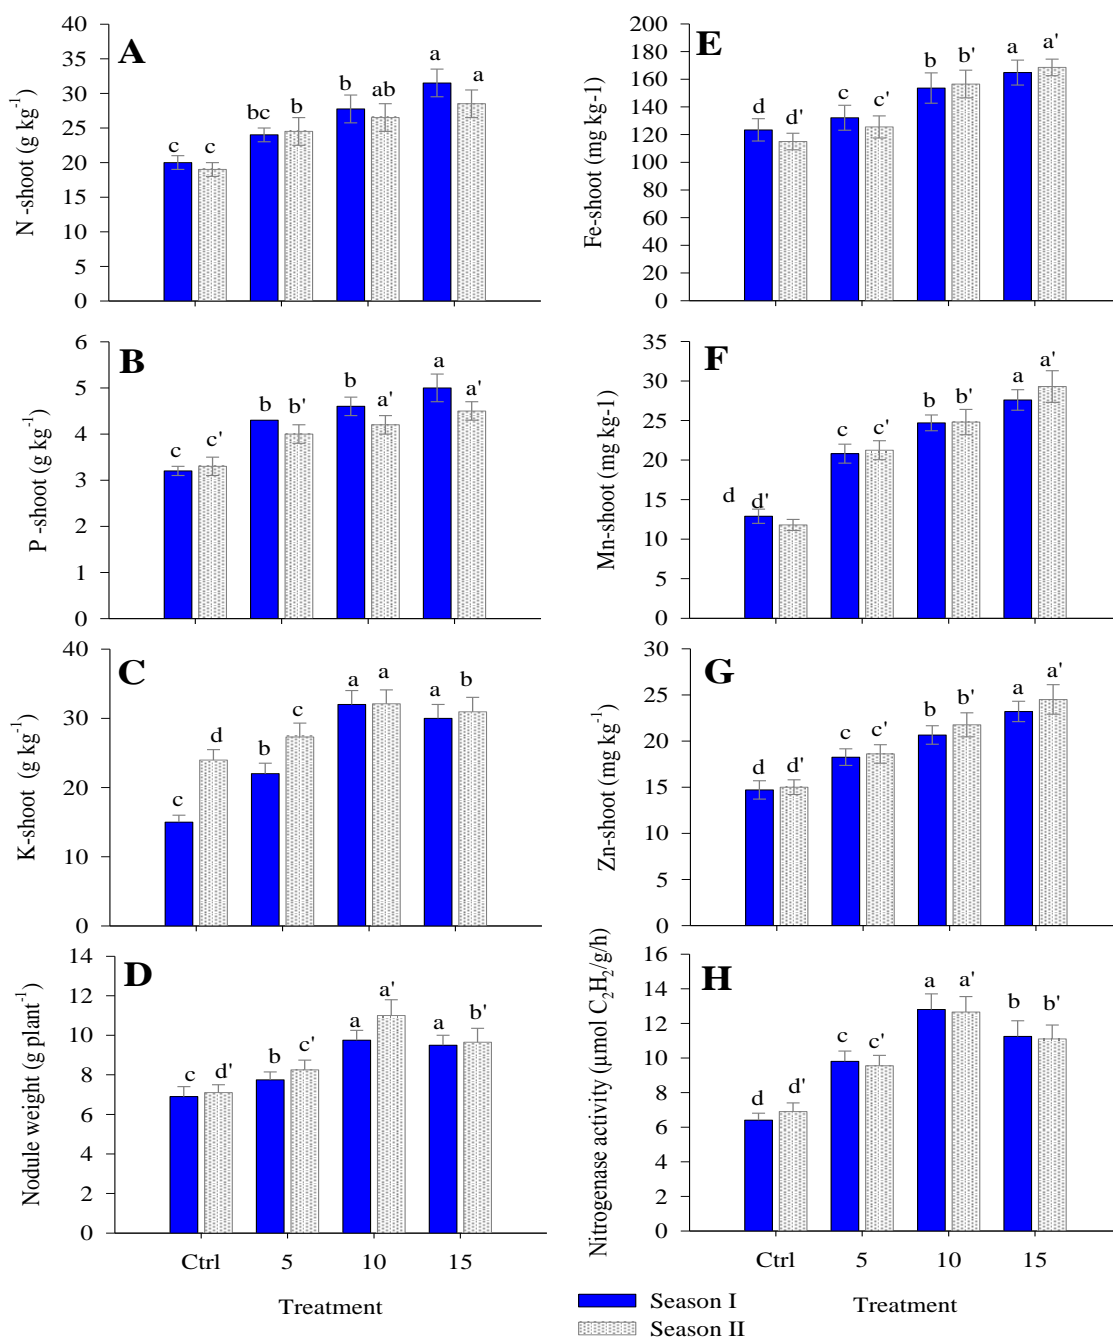 A
N -shoot (g kg-1)
40
35
30
25
20
15
10
5
0
c c bc b b ab a a
E
Fe-shoot (mg kg-1)
200
180
160
140
120
100
80
60
40
20
0
d d' c c' b b' a a'
B
P -shoot (g kg-1)
6
5
4
3
2
1
0
c c' b b' b a' a a'
F
Mn-shoot (mg kg-1)
35
30
25
20
15
10
5
0
d d' c c' b b' a a'
C
K-shoot (g kg-1)
40
30
20
10
0
c d b c a a a b
G
Zn-shoot (mg kg-1)
30
25
20
15
10
5
0
d d' c c' b b' a a'
D
Nodule weight (g plant-1)
14
12
10
8
6
4
2
0
c d' b c' a a' a b'
Ctrl 5 10 15
Treatment
H
Nitrogenase activity (µmol C2H2/g/h)
16
14
12
10
8
6
4
2
0
d d' c c' a a' b b'
Ctrl 5 10 15
Treatment
Season I
Season II